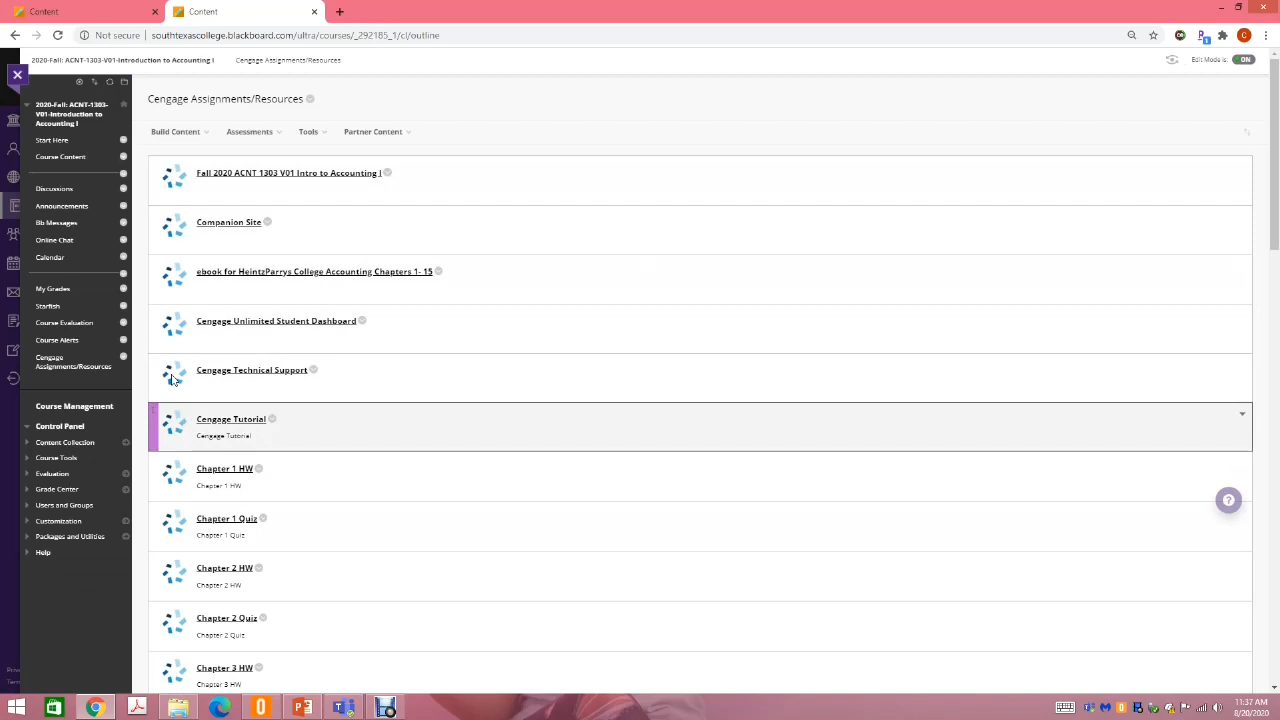 Content
Content
Not secure | southtexascollege.blackboard.com/ultra/courses/_292185_1/cl/outline
2020-Fall: ACNT-1303-V01-Introduction to Accounting I
Cengage Assignments/Resources
Edit Mode is:
ON
2020-Fall: ACNT-1303-
V01-Introduction to
Accounting I
Start Here
Course Content
Discussions
Announcements
Bb Messages
Online Chat
Calendar
My Grades
Starfish
Course Evaluation
Course Alerts
Cengage
Assignments/Resources
Course Management
Control Panel
Content Collection
Course Tools
Evaluation
Grade Center
Users and Groups
Customization
Packages and Utilities
Help
Cengage Assignments/Resources
Build Content
Assessments
Tools
Partner Content
Fall 2020 ACNT 1303 V01 Intro to Accounting I
Companion Site
ebook for HeintzParrys College Accounting Chapters 1- 15
Cengage Unlimited Student Dashboard
Cengage Technical Support
Cengage Tutorial
Cengage Tutorial
Chapter 1 HW
Chapter 1 HW
Chapter 1 Quiz
Chapter 1 Quiz
Chapter 2 HW
Chapter 2 HW
Chapter 2 Quiz
Chapter 2 Quiz
Chapter 3 HW
Chapter 3 HW
11:37 AM
8/20/2020